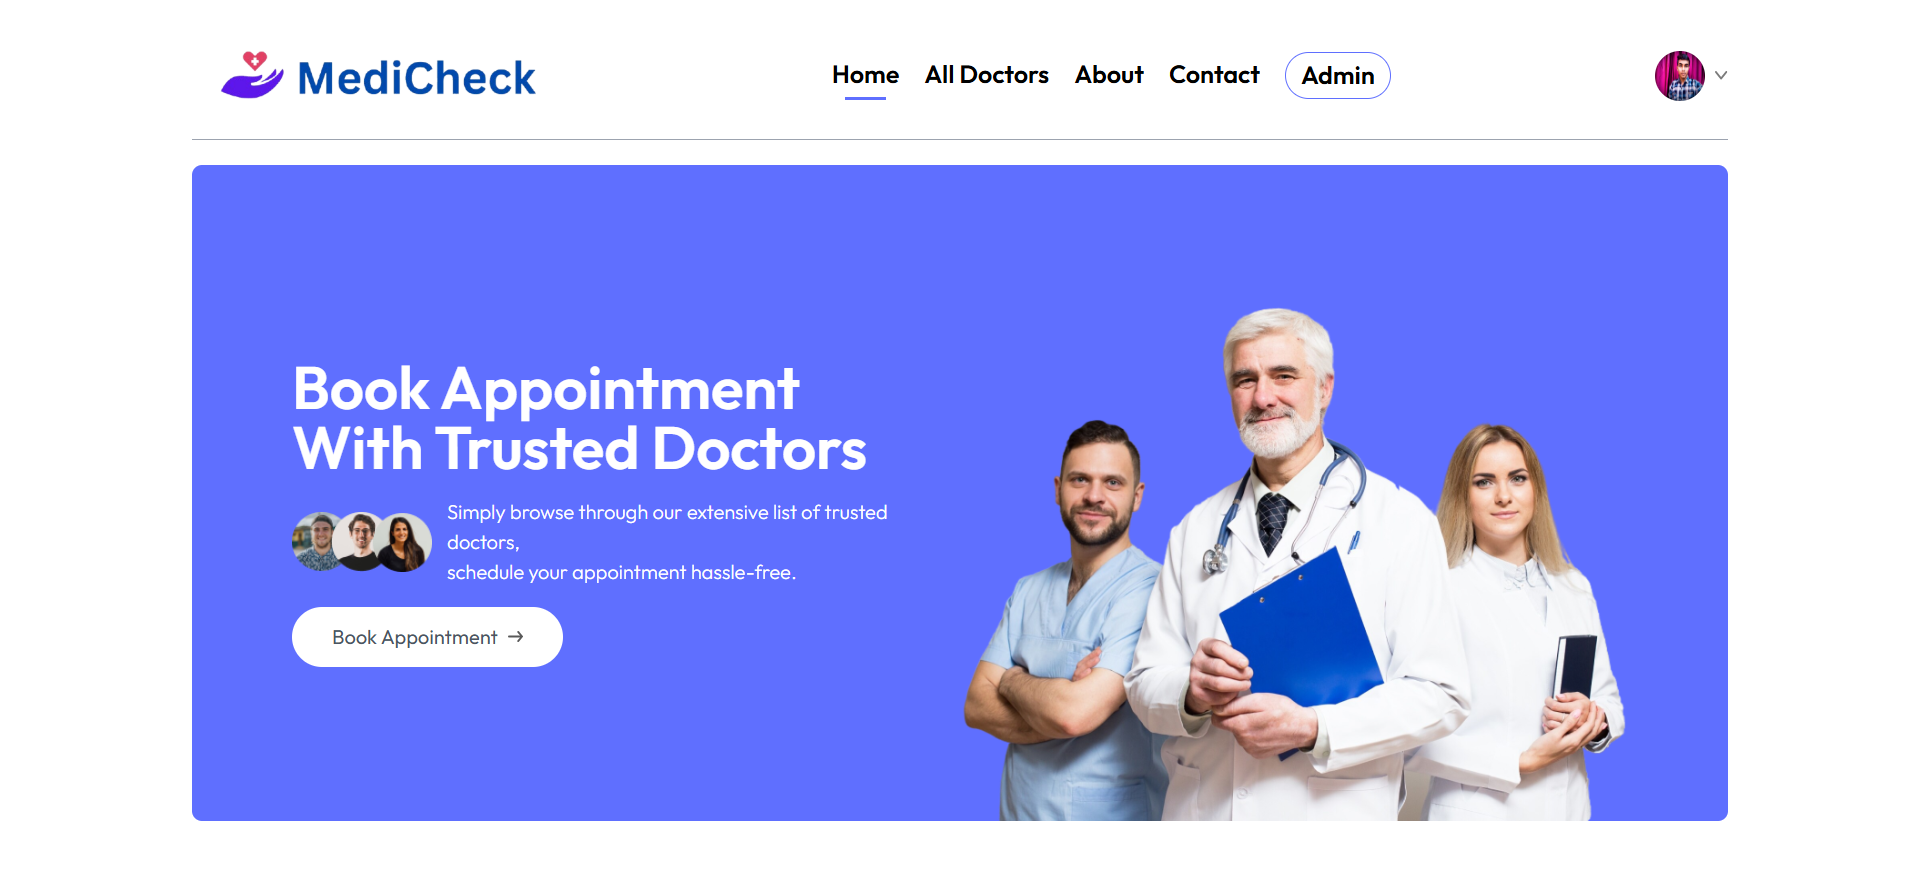 MediCheck
Home
All Doctors
About
Contact
Admin
Book Appointment
With Trusted Doctors
Simply browse through our extensive list of trusted
doctors,
schedule your appointment hassle-free.
Book Appointment →